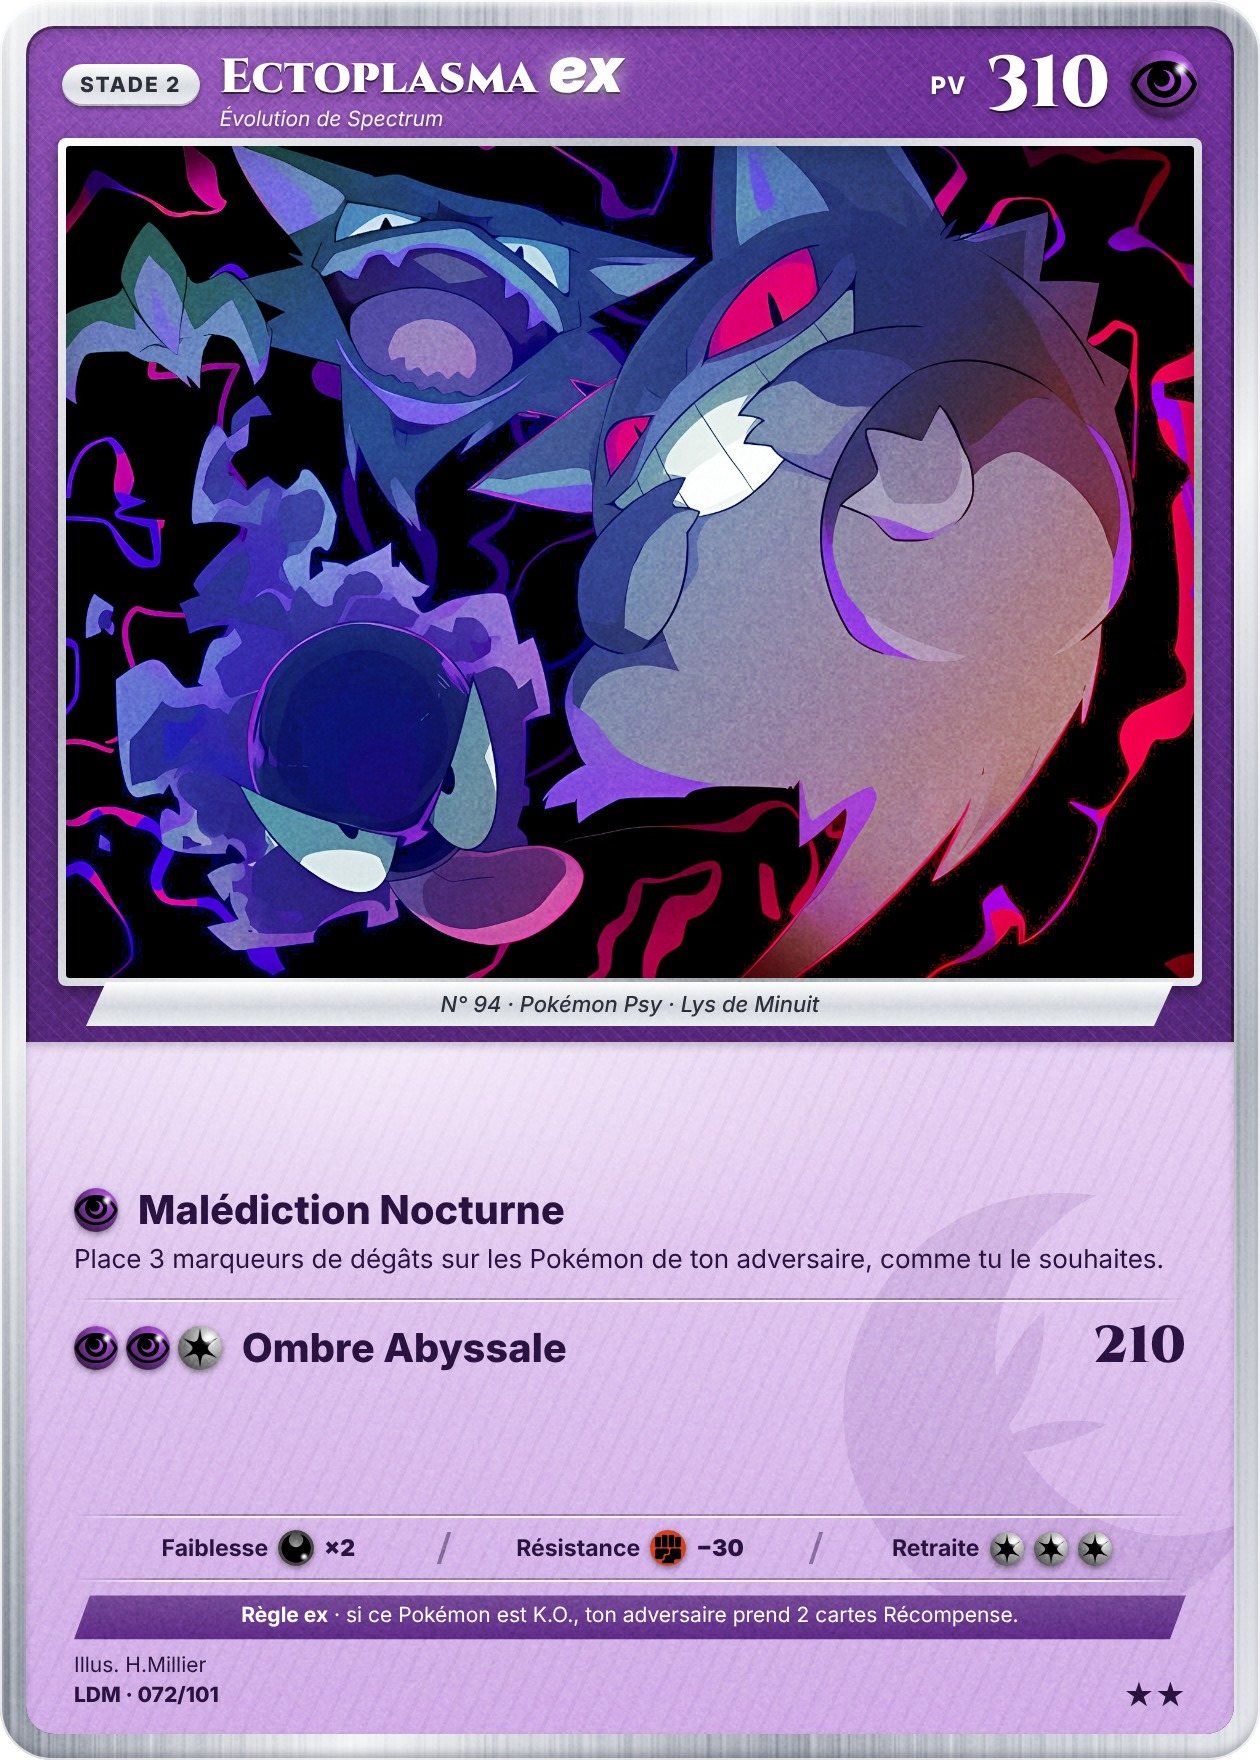 STADE 2 Ectoplasma ex PV 310
Évolution de Spectrum
N° 94 · Pokémon Psy · Lys de Minuit
Malédiction Nocturne
Place 3 marqueurs de dégâts sur les Pokémon de ton adversaire, comme tu le souhaites.
Ombre Abyssale 210
Faiblesse ×2 / Résistance −30 / Retraite
Règle ex · si ce Pokémon est K.O., ton adversaire prend 2 cartes Récompense.
Illus. H.Millier
LDM · 072/101 ★★